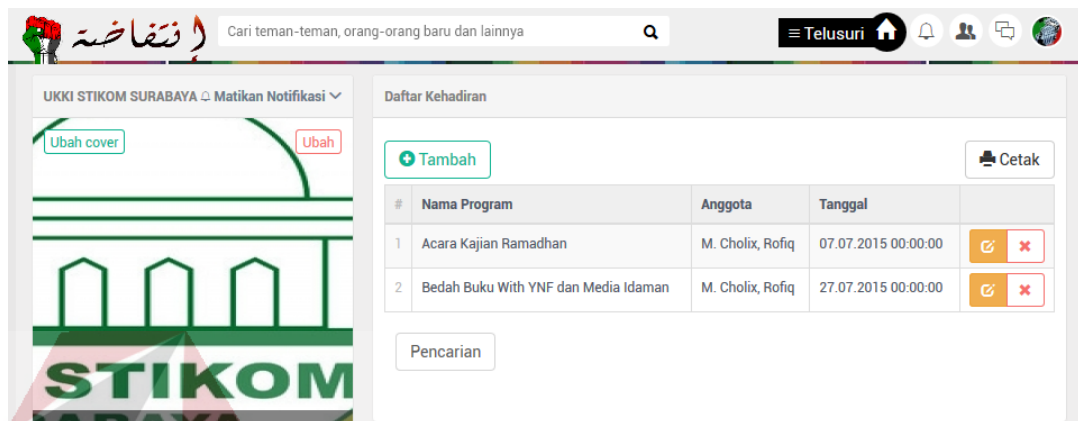 إنتفاضة
Cari teman-teman, orang-orang baru dan lainnya
Telusuri
UKKI STIKOM SURABAYA Matikan Notifikasi
Ubah cover
Ubah
STIKOM
Daftar Kehadiran
Tambah
Cetak
# Nama Program Anggota Tanggal
1 Acara Kajian Ramadhan M. Cholix, Rofiq 07.07.2015 00:00:00
2 Bedah Buku With YNF dan Media Idaman M. Cholix, Rofiq 27.07.2015 00:00:00
Pencarian